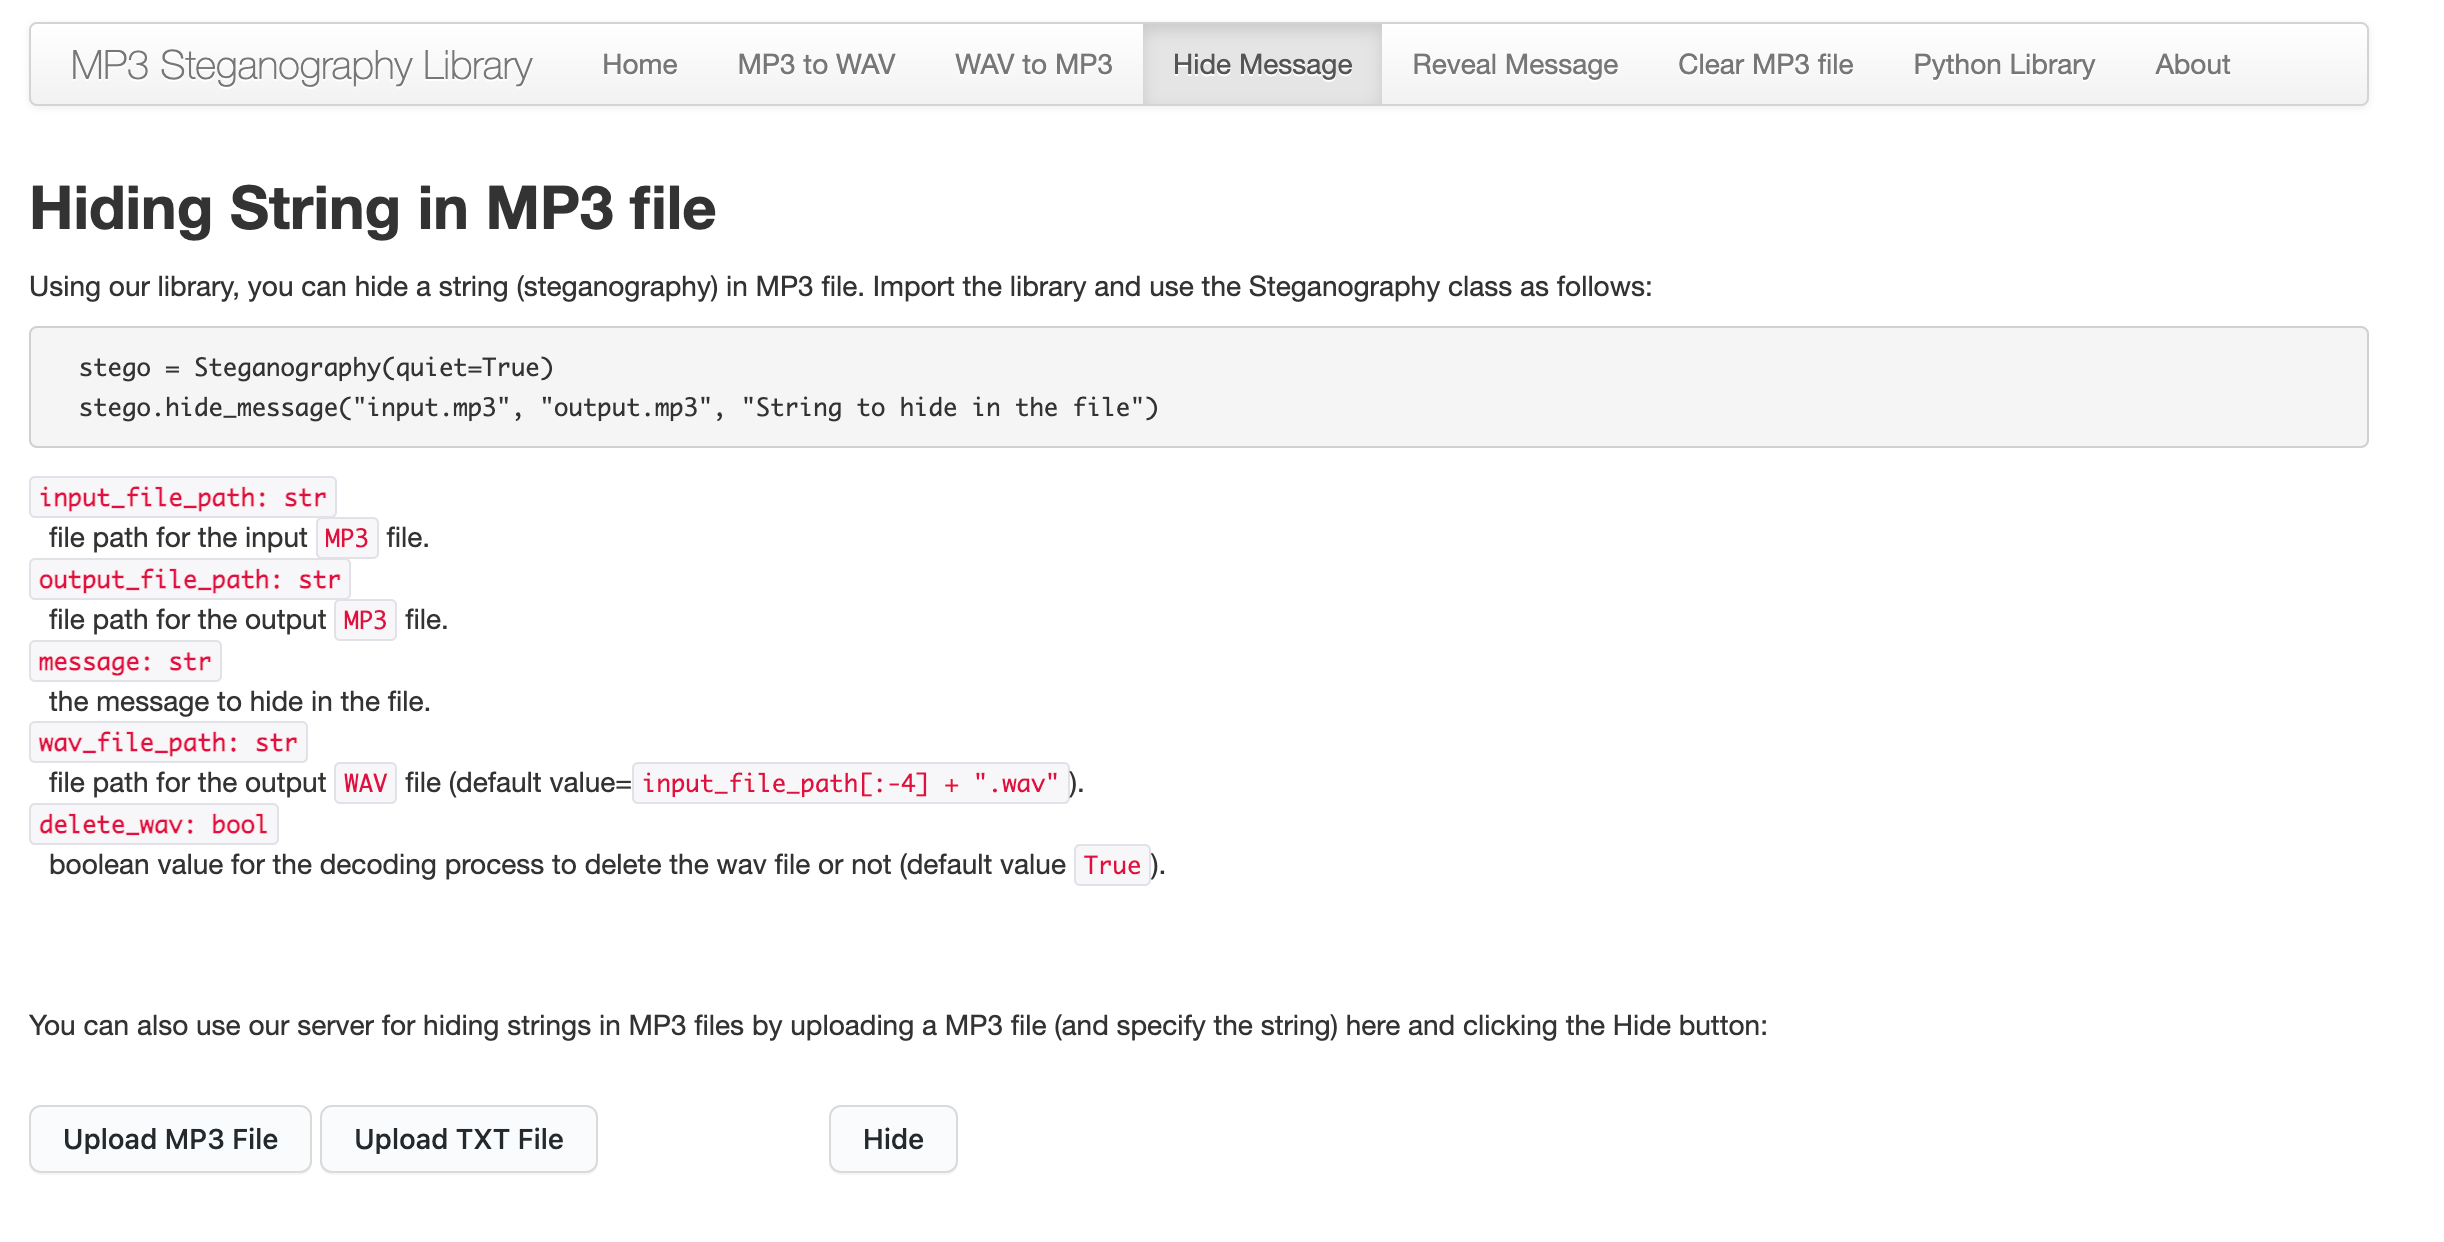 MP3 Steganography Library Home MP3 to WAV WAV to MP3 Hide Message Reveal Message Clear MP3 file Python Library About
Hiding String in MP3 file
Using our library, you can hide a string (steganography) in MP3 file. Import the library and use the Steganography class as follows:
stego = Steganography(quiet=True)
stego.hide_message("input.mp3", "output.mp3", "String to hide in the file")
input_file_path: str
file path for the input MP3 file.
output_file_path: str
file path for the output MP3 file.
message: str
the message to hide in the file.
wav_file_path: str
file path for the output WAV file (default value=input_file_path[:-4] + ".wav").
delete_wav: bool
boolean value for the decoding process to delete the wav file or not (default value True).
You can also use our server for hiding strings in MP3 files by uploading a MP3 file (and specify the string) here and clicking the Hide button:
Upload MP3 File Upload TXT File Hide